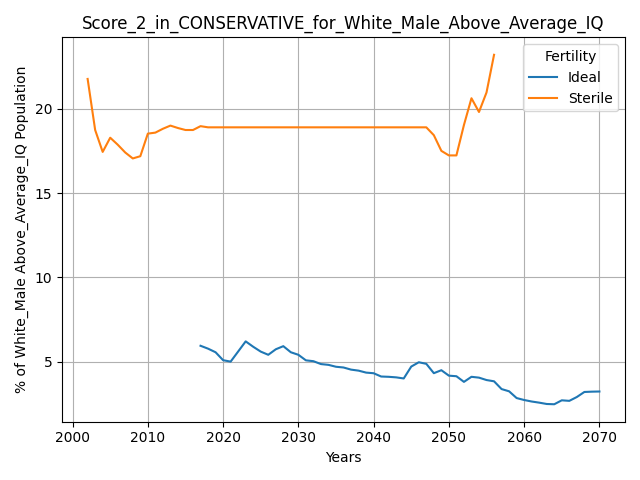 Score_2_in_CONSERVATIVE_for_White_Male_Above_Average_IQ
% of White_Male Above_Average_IQ Population
20
15
10
5
Fertility
Ideal
Sterile
2000 2010 2020 2030 2040 2050 2060 2070
Years